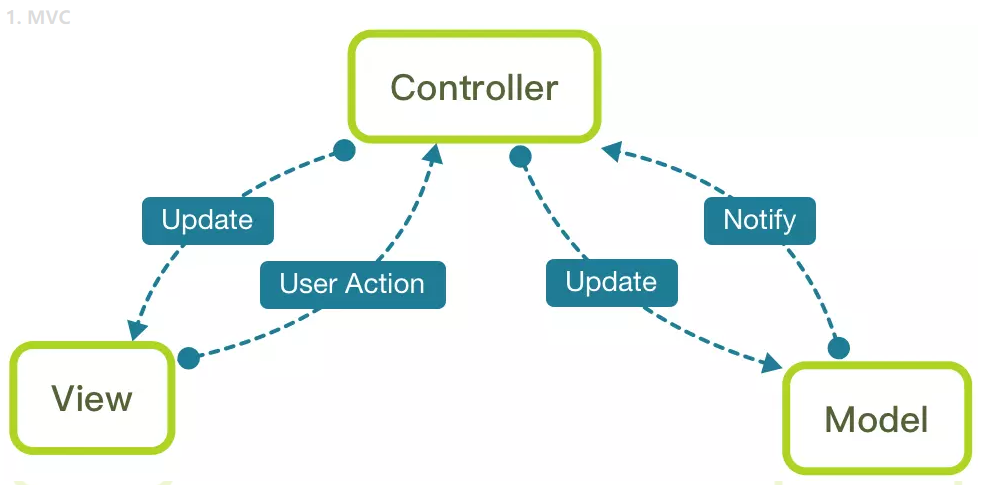 1. MVC
Controller
Update
Notify
User Action
Update
View
Model